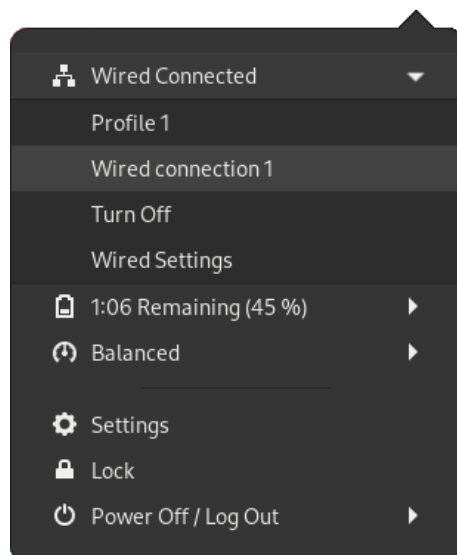 Wired Connected
Profile 1
Wired connection 1
Turn Off
Wired Settings
1:06 Remaining (45 %)
Balanced
Settings
Lock
Power Off / Log Out